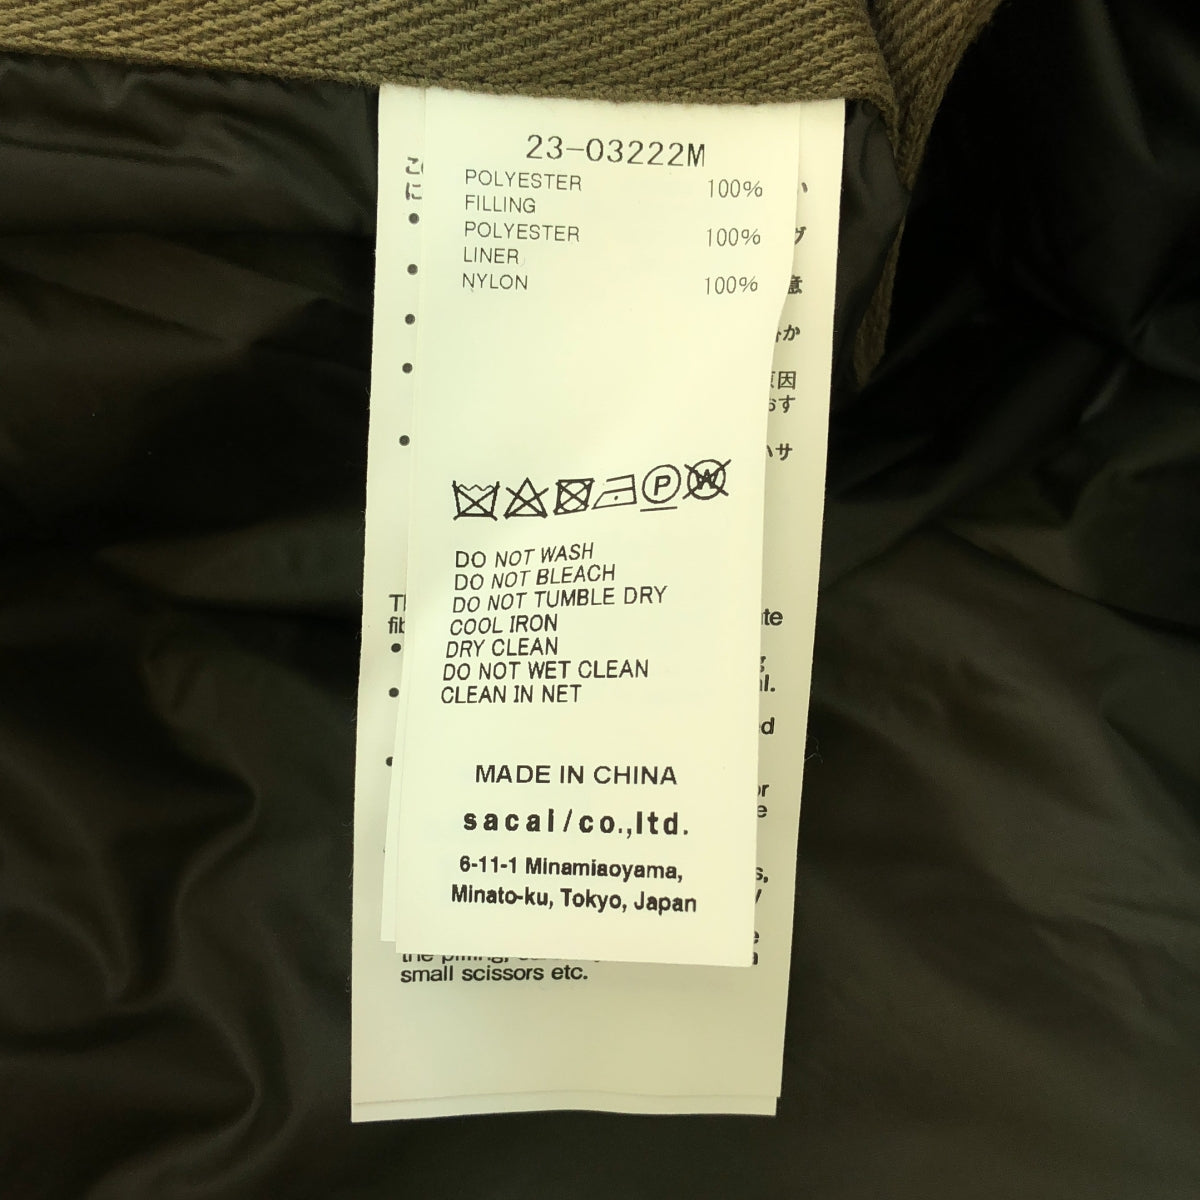 23-03222M
POLYESTER 100%
FILLING
POLYESTER 100%
LINER
NYLON 100%
P W
DO NOT WASH
DO NOT BLEACH
DO NOT TUMBLE DRY
COOL IRON
DRY CLEAN
DO NOT WET CLEAN
CLEAN IN NET
MADE IN CHINA
sacai/co.,ltd.
6-11-1 Minamiaoyama,
Minato-ku, Tokyo, Japan
small scissors etc.